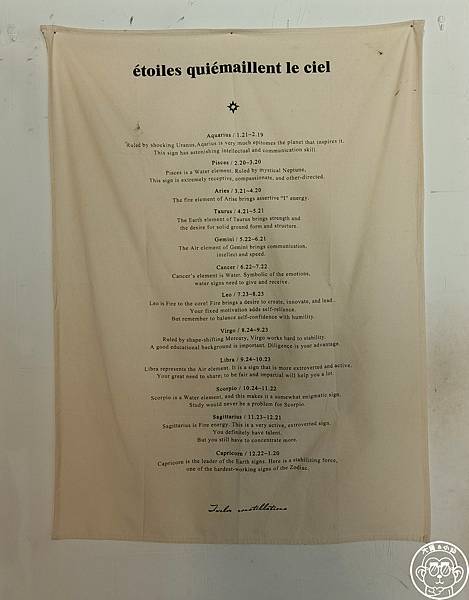 étoiles quiémaillent le ciel
Aquarius / 1.21~2.19
Ruled by shocking Uranus,Aqarius is very much epitomes the planet that inspires it.
This sign has astonishing intellectual and communication skill.
Pisces / 2.20~3.20
Pisces is a Water element. Ruled by mystical Neptune,
This sign is extremely receptive, compassionate, and other-directed.
Aries / 3.21~4.20
The fire element of Arise brings assertive "I" energy.
Taurus / 4.21~5.21
The Earth element of Taurus brings strength and
the desire for solid ground form and structure.
Gemini / 5.22~6.21
The Air element of Gemini brings communication,
intellect and speed.
Cancer / 6.22~7.22
Cancer's element is Water. Symbolic of the emotions,
water signs need to give and receive.
Leo / 7.23~8.23
Leo is Fire to the core! Fire brings a desire to create, innovate, and lead.
Your fixed motivation adds self-reliance.
But remember to balance self-confidence with humility.
Virgo / 8.24~9.23
Ruled by shape-shifting Mercury, Virgo works hard to stability.
A good educational background is important. Diligence is your advantage.
Libra / 9.24~10.23
Libra represents the Air element. It is a sign that is more extroverted and active.
Your great need to share; to be fair and impartial will help you a lot.
Scorpio / 10.24~11.22
Scorpio is a Water element, and this makes it a somewhat enigmatic sign.
Study would never be a problem for Scorpio.
Sagittarius / 11.23~12.21
Sagittarius is Fire energy. This is a very active, extroverted sign.
You definitely have talent.
But you still have to concentrate more.
Capricorn / 12.22~1.20
Capricorn is the leader of the Earth signs. Here is a stabilizing force,
one of the hardest-working signs of the Zodiac.